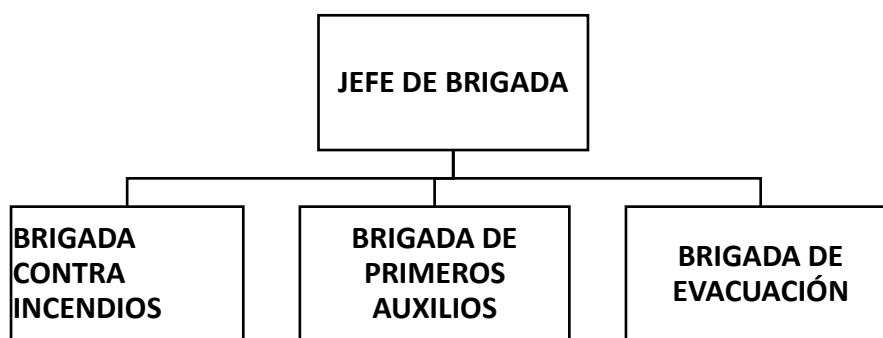 JEFE DE BRIGADA
BRIGADA
CONTRA
INCENDIOS
BRIGADA DE
PRIMEROS
AUXILIOS
BRIGADA DE
EVACUACIÓN